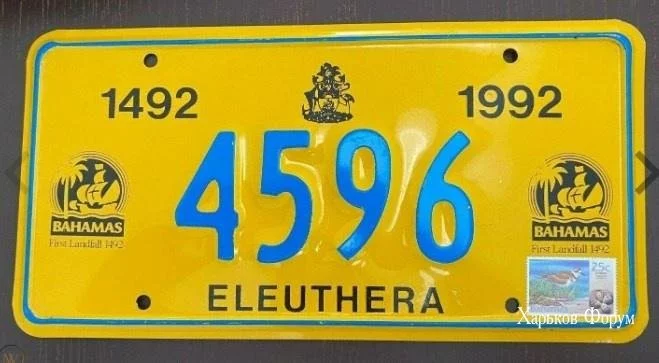 1492
1992
4596
BAHAMAS
First Landfall 1492
BAHAMAS
First Landfall 1492
25c
ELEUTHERA
Харьков Форум